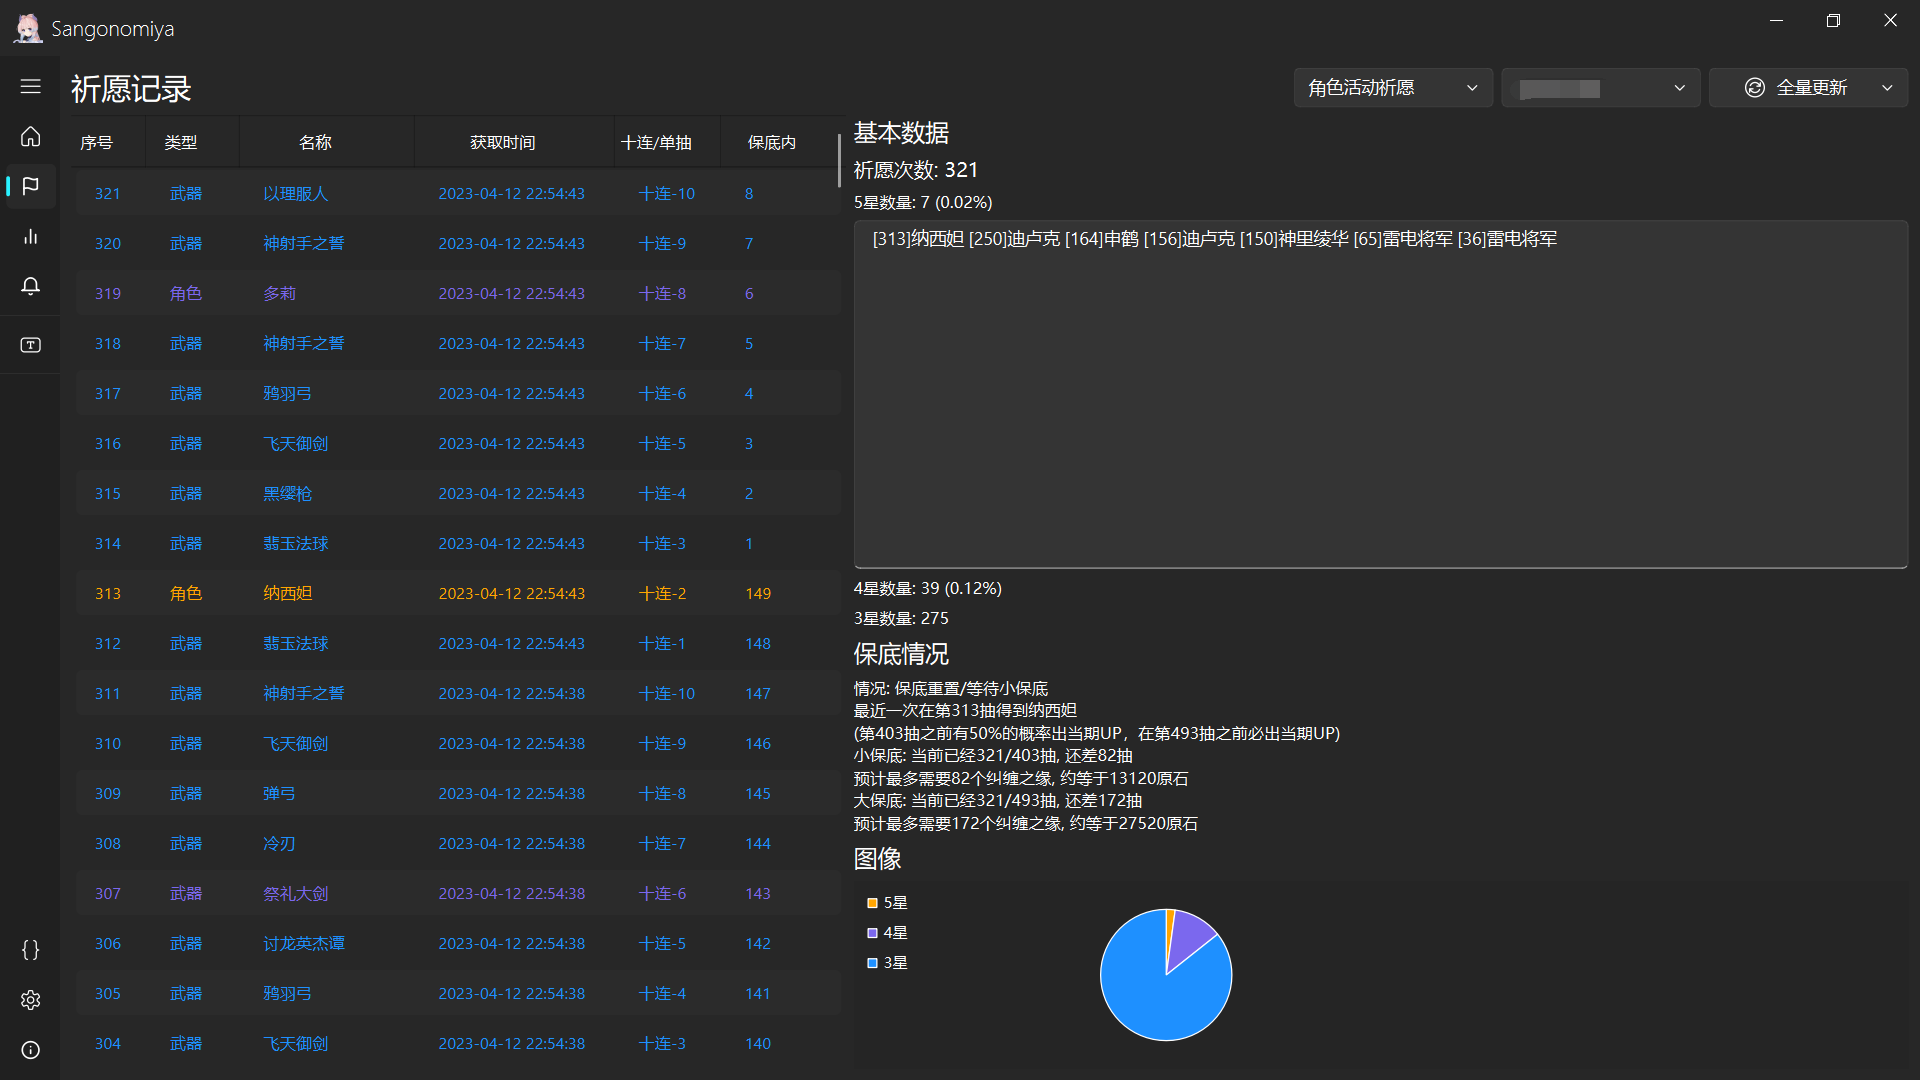 Sangonomiya
祈愿记录
角色活动祈愿
全量更新
序号 类型 名称 获取时间 十连/单抽 保底内
321 武器 以理服人 2023-04-12 22:54:43 十连-10 8
320 武器 神射手之誓 2023-04-12 22:54:43 十连-9 7
319 角色 多莉 2023-04-12 22:54:43 十连-8 6
318 武器 神射手之誓 2023-04-12 22:54:43 十连-7 5
317 武器 鸦羽弓 2023-04-12 22:54:43 十连-6 4
316 武器 飞天御剑 2023-04-12 22:54:43 十连-5 3
315 武器 黑缨枪 2023-04-12 22:54:43 十连-4 2
314 武器 翡玉法球 2023-04-12 22:54:43 十连-3 1
313 角色 纳西妲 2023-04-12 22:54:43 十连-2 149
312 武器 翡玉法球 2023-04-12 22:54:43 十连-1 148
311 武器 神射手之誓 2023-04-12 22:54:38 十连-10 147
310 武器 飞天御剑 2023-04-12 22:54:38 十连-9 146
309 武器 弹弓 2023-04-12 22:54:38 十连-8 145
308 武器 冷刃 2023-04-12 22:54:38 十连-7 144
307 武器 祭礼大剑 2023-04-12 22:54:38 十连-6 143
306 武器 讨龙英杰谭 2023-04-12 22:54:38 十连-5 142
305 武器 鸦羽弓 2023-04-12 22:54:38 十连-4 141
304 武器 飞天御剑 2023-04-12 22:54:38 十连-3 140
基本数据
祈愿次数: 321
5星数量: 7 (0.02%)
[313]纳西妲 [250]迪卢克 [164]申鹤 [156]迪卢克 [150]神里绫华 [65]雷电将军 [36]雷电将军
4星数量: 39 (0.12%)
3星数量: 275
保底情况
情况: 保底重置/等待小保底
最近一次在第313抽得到纳西妲
(第403抽之前有50%的概率出当期UP，在第493抽之前必出当期UP)
小保底: 当前已经321/403抽, 还差82抽
预计最多需要82个纠缠之缘, 约等于13120原石
大保底: 当前已经321/493抽, 还差172抽
预计最多需要172个纠缠之缘, 约等于27520原石
图像
5星
4星
3星